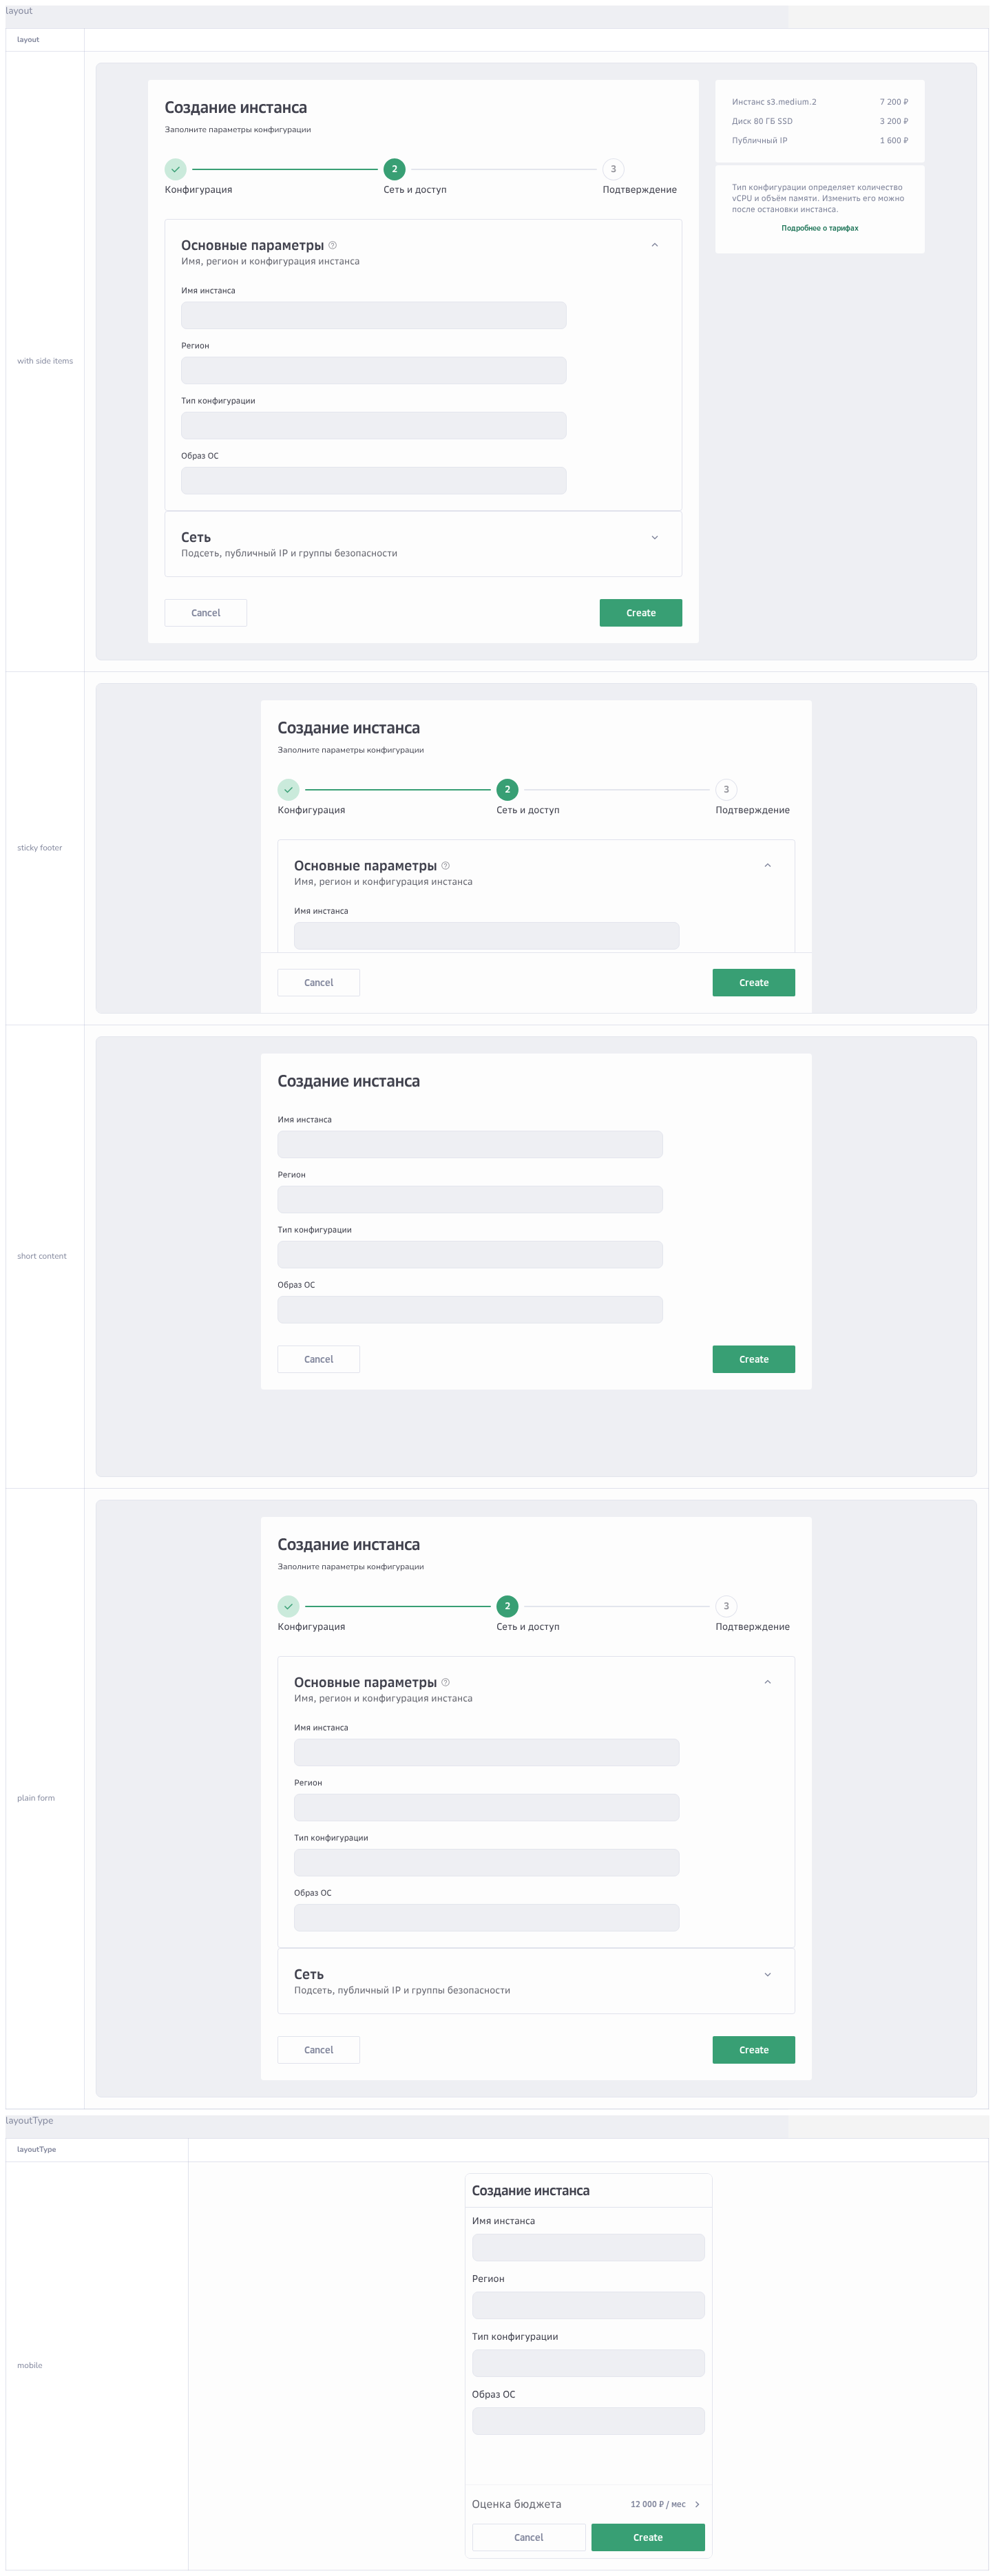 layout
layout
with side items
Создание инстанса
Заполните параметры конфигурации
2
3
Конфигурация
Сеть и доступ
Подтверждение
Основные параметры
Имя, регион и конфигурация инстанса
Имя инстанса
Регион
Тип конфигурации
Образ ОС
Сеть
Подсеть, публичный IP и группы безопасности
Cancel
Create
Инстанс s3.medium.2 7 200 ₽
Диск 80 ГБ SSD 3 200 ₽
Публичный IP 1 600 ₽
Тип конфигурации определяет количество
vCPU и объём памяти. Изменить его можно
после остановки инстанса.
Подробнее о тарифах
sticky footer
Создание инстанса
Заполните параметры конфигурации
2
3
Конфигурация
Сеть и доступ
Подтверждение
Основные параметры
Имя, регион и конфигурация инстанса
Имя инстанса
Cancel
Create
short content
Создание инстанса
Имя инстанса
Регион
Тип конфигурации
Образ ОС
Cancel
Create
plain form
Создание инстанса
Заполните параметры конфигурации
2
3
Конфигурация
Сеть и доступ
Подтверждение
Основные параметры
Имя, регион и конфигурация инстанса
Имя инстанса
Регион
Тип конфигурации
Образ ОС
Сеть
Подсеть, публичный IP и группы безопасности
Cancel
Create
layoutType
layoutType
mobile
Создание инстанса
Имя инстанса
Регион
Тип конфигурации
Образ ОС
Оценка бюджета 12 000 ₽ / мес
Cancel
Create